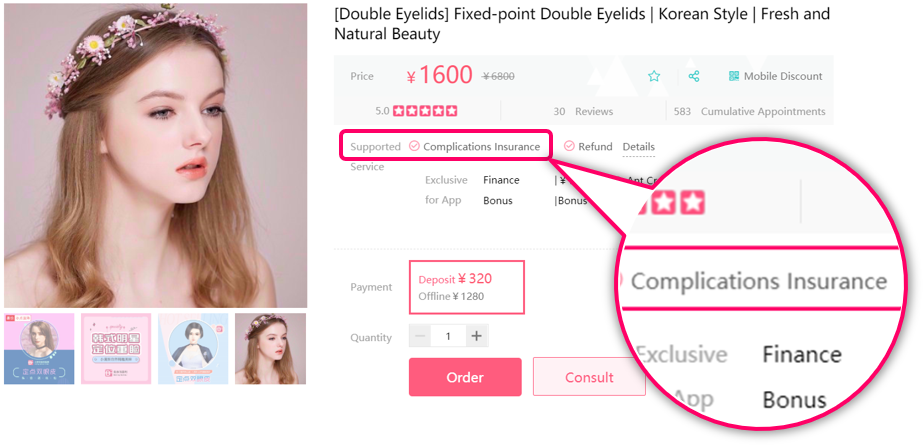 [Double Eyelids] Fixed-point Double Eyelids | Korean Style | Fresh and
Natural Beauty
Price ¥1600 ¥6800 Mobile Discount
5.0 30 Reviews 583 Cumulative Appointments
Supported Complications Insurance Refund Details
Service
Exclusive Finance | ¥
for App Bonus |Bonus
Complications Insurance
Exclusive Finance
App Bonus
Payment Deposit ¥ 320
Offline ¥ 1280
Quantity 1
Order Consult